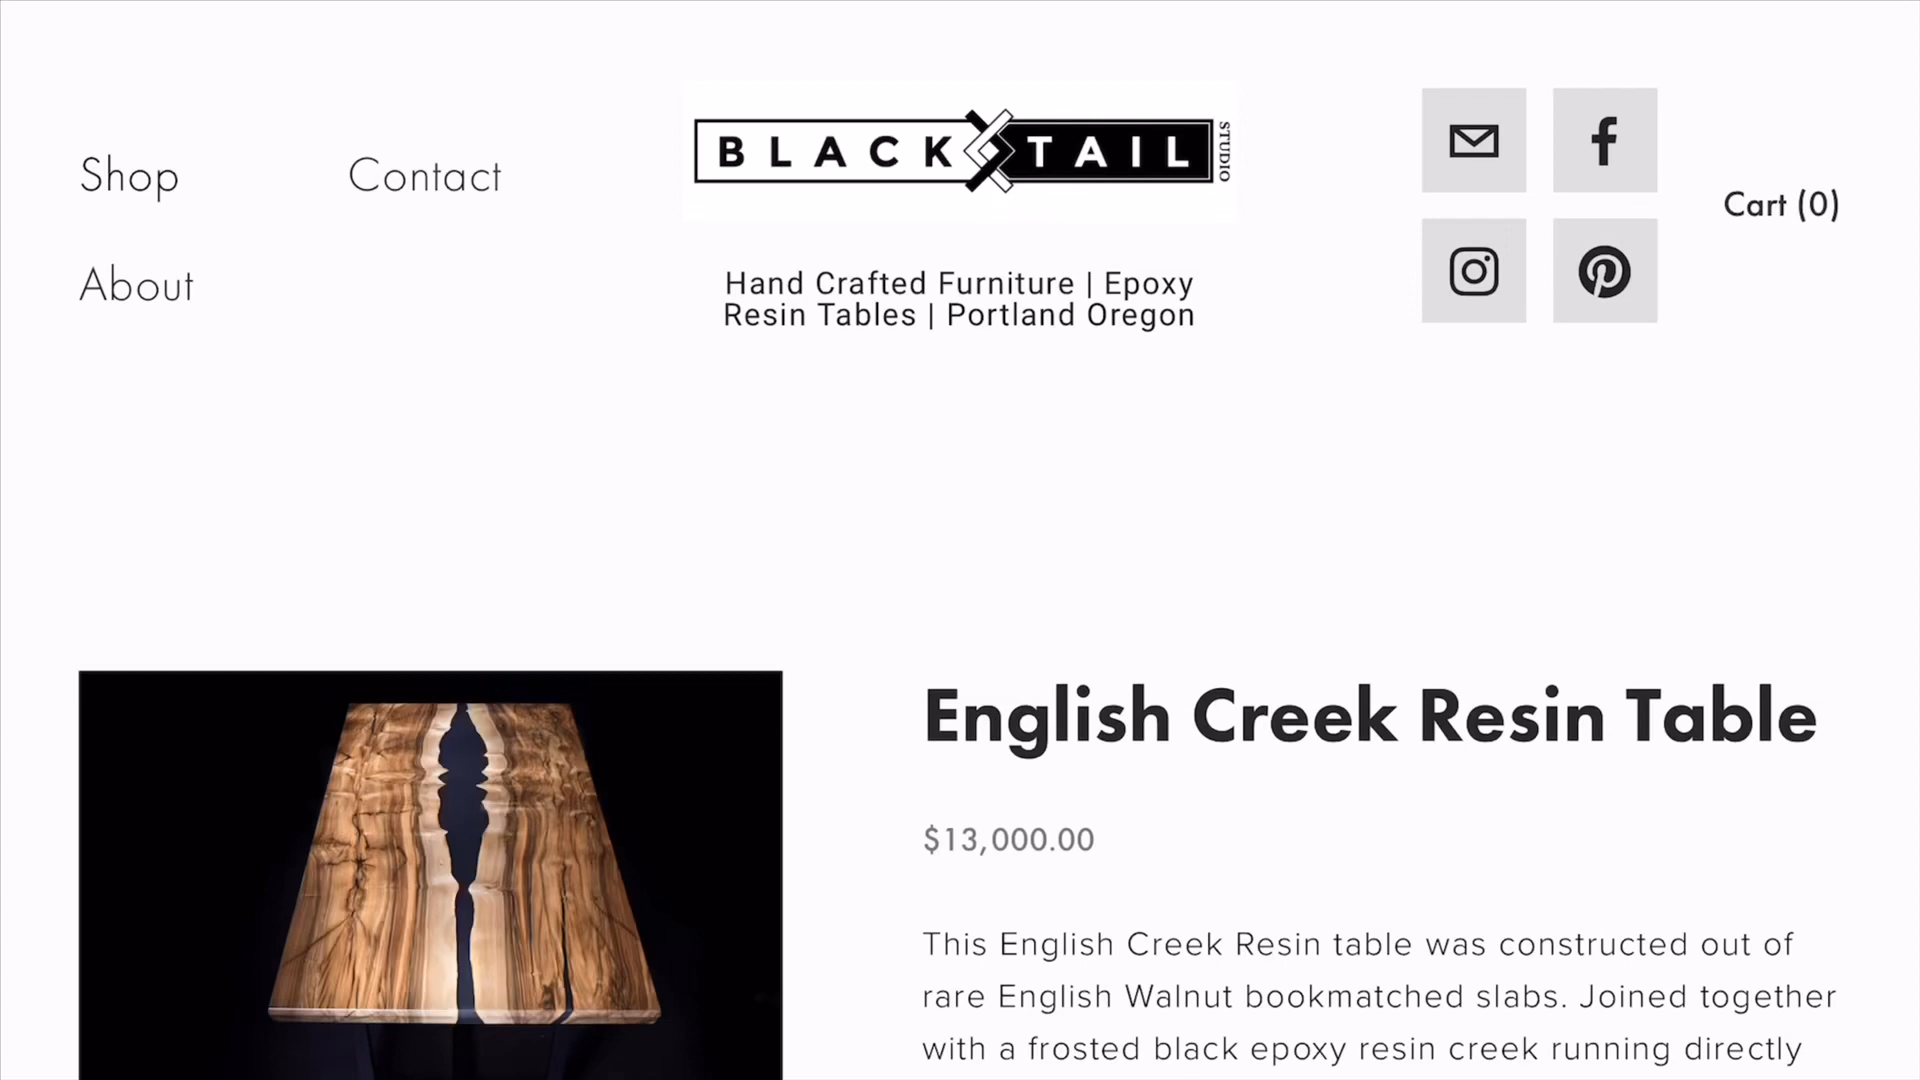 Shop
Contact
About
BLACK TAIL STUDIO
Hand Crafted Furniture | Epoxy
Resin Tables | Portland Oregon
Cart (0)
English Creek Resin Table
$13,000.00
This English Creek Resin table was constructed out of
rare English Walnut bookmatched slabs. Joined together
with a frosted black epoxy resin creek running directly